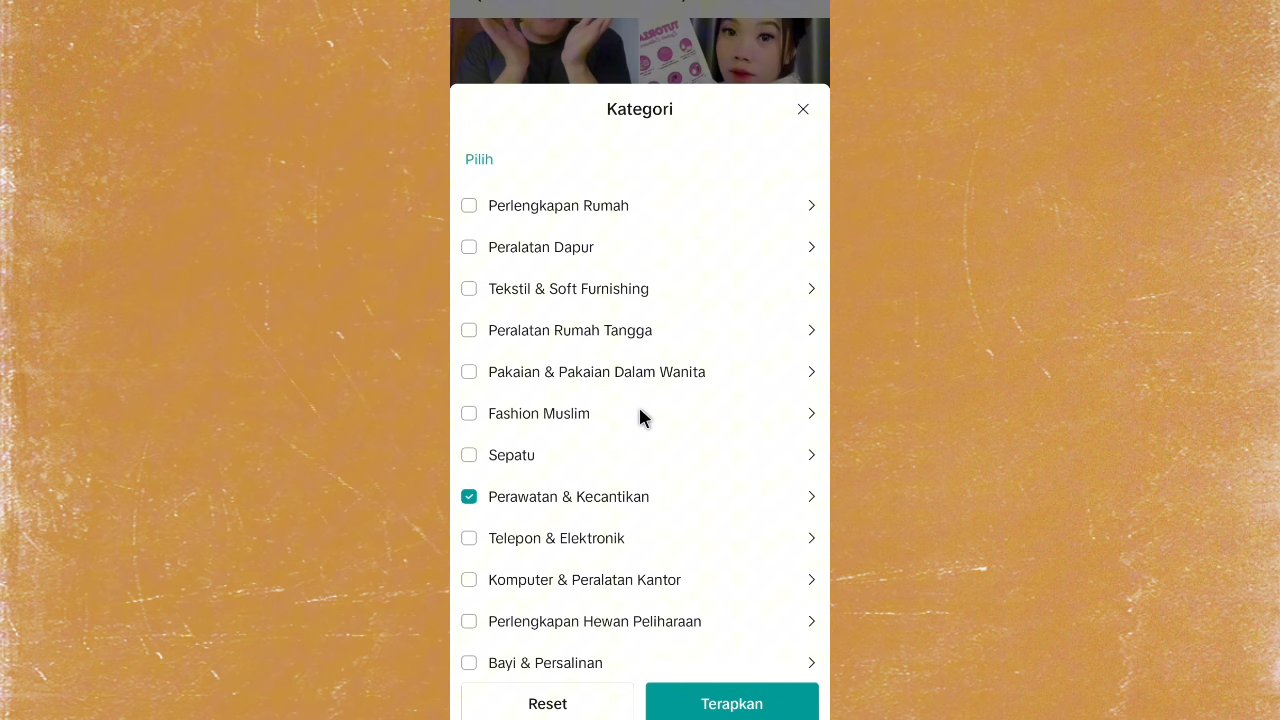 TUTORIAL
Kategori
Pilih
Perlengkapan Rumah
Peralatan Dapur
Tekstil & Soft Furnishing
Peralatan Rumah Tangga
Pakaian & Pakaian Dalam Wanita
Fashion Muslim
Sepatu
Perawatan & Kecantikan
Telepon & Elektronik
Komputer & Peralatan Kantor
Perlengkapan Hewan Peliharaan
Bayi & Persalinan
Reset
Terapkan